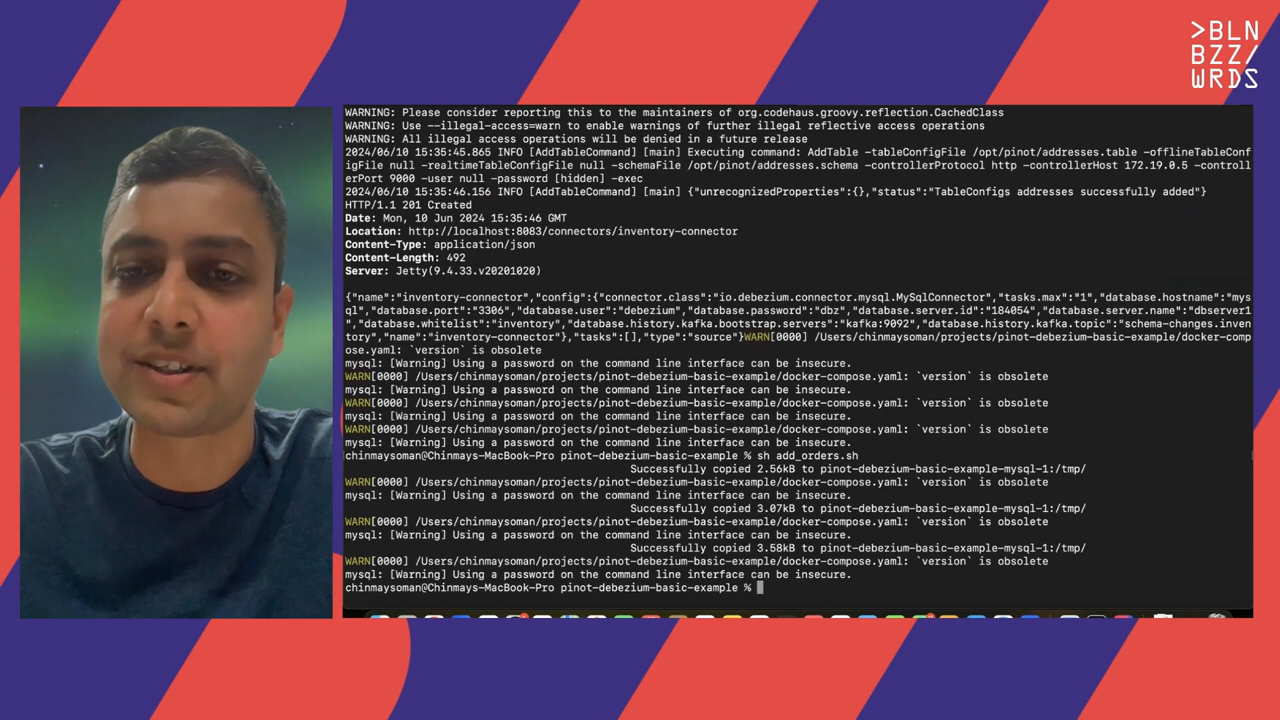 >BLN
BZZ/
WRDS
WARNING: Please consider reporting this to the maintainers of org.codehaus.groovy.reflection.CachedClass
WARNING: Use --illegal-access=warn to enable warnings of further illegal reflective access operations
WARNING: All illegal access operations will be denied in a future release
2024/06/10 15:35:45.865 INFO [AddTableCommand] [main] Executing command: AddTable -tableConfigFile /opt/pinot/addresses.table -offlineTableConf
igFile null -realtimeTableConfigFile null -schemaFile /opt/pinot/addresses.schema -controllerProtocol http -controllerHost 172.19.0.5 -controll
erPort 9000 -user null -password [hidden] -exec
2024/06/10 15:35:46.156 INFO [AddTableCommand] [main] {"unrecognizedProperties":{},"status":"TableConfigs addresses successfully added"}
HTTP/1.1 201 Created
Date: Mon, 10 Jun 2024 15:35:46 GMT
Location: http://localhost:8083/connectors/inventory-connector
Content-Type: application/json
Content-Length: 492
Server: Jetty(9.4.33.v20201020)
{"name":"inventory-connector","config":{"connector.class":"io.debezium.connector.mysql.MySqlConnector","tasks.max":"1","database.hostname":"mys
ql","database.port":"3306","database.user":"debezium","database.password":"dbz","database.server.id":"184054","database.server.name":"dbserver1
","database.whitelist":"inventory","database.history.kafka.bootstrap.servers":"kafka:9092","database.history.kafka.topic":"schema-changes.inven
tory","name":"inventory-connector"},"tasks":[],"type":"source"}WARN[0000] /Users/chinmaysoman/projects/pinot-debezium-basic-example/docker-comp
ose.yaml: `version` is obsolete
mysql: [Warning] Using a password on the command line interface can be insecure.
WARN[0000] /Users/chinmaysoman/projects/pinot-debezium-basic-example/docker-compose.yaml: `version` is obsolete
mysql: [Warning] Using a password on the command line interface can be insecure.
WARN[0000] /Users/chinmaysoman/projects/pinot-debezium-basic-example/docker-compose.yaml: `version` is obsolete
mysql: [Warning] Using a password on the command line interface can be insecure.
WARN[0000] /Users/chinmaysoman/projects/pinot-debezium-basic-example/docker-compose.yaml: `version` is obsolete
mysql: [Warning] Using a password on the command line interface can be insecure.
chinmaysoman@Chinmays-MacBook-Pro pinot-debezium-basic-example % sh add_orders.sh
Successfully copied 2.56kB to pinot-debezium-basic-example-mysql-1:/tmp/
WARN[0000] /Users/chinmaysoman/projects/pinot-debezium-basic-example/docker-compose.yaml: `version` is obsolete
mysql: [Warning] Using a password on the command line interface can be insecure.
Successfully copied 3.07kB to pinot-debezium-basic-example-mysql-1:/tmp/
WARN[0000] /Users/chinmaysoman/projects/pinot-debezium-basic-example/docker-compose.yaml: `version` is obsolete
mysql: [Warning] Using a password on the command line interface can be insecure.
Successfully copied 3.58kB to pinot-debezium-basic-example-mysql-1:/tmp/
WARN[0000] /Users/chinmaysoman/projects/pinot-debezium-basic-example/docker-compose.yaml: `version` is obsolete
mysql: [Warning] Using a password on the command line interface can be insecure.
chinmaysoman@Chinmays-MacBook-Pro pinot-debezium-basic-example %